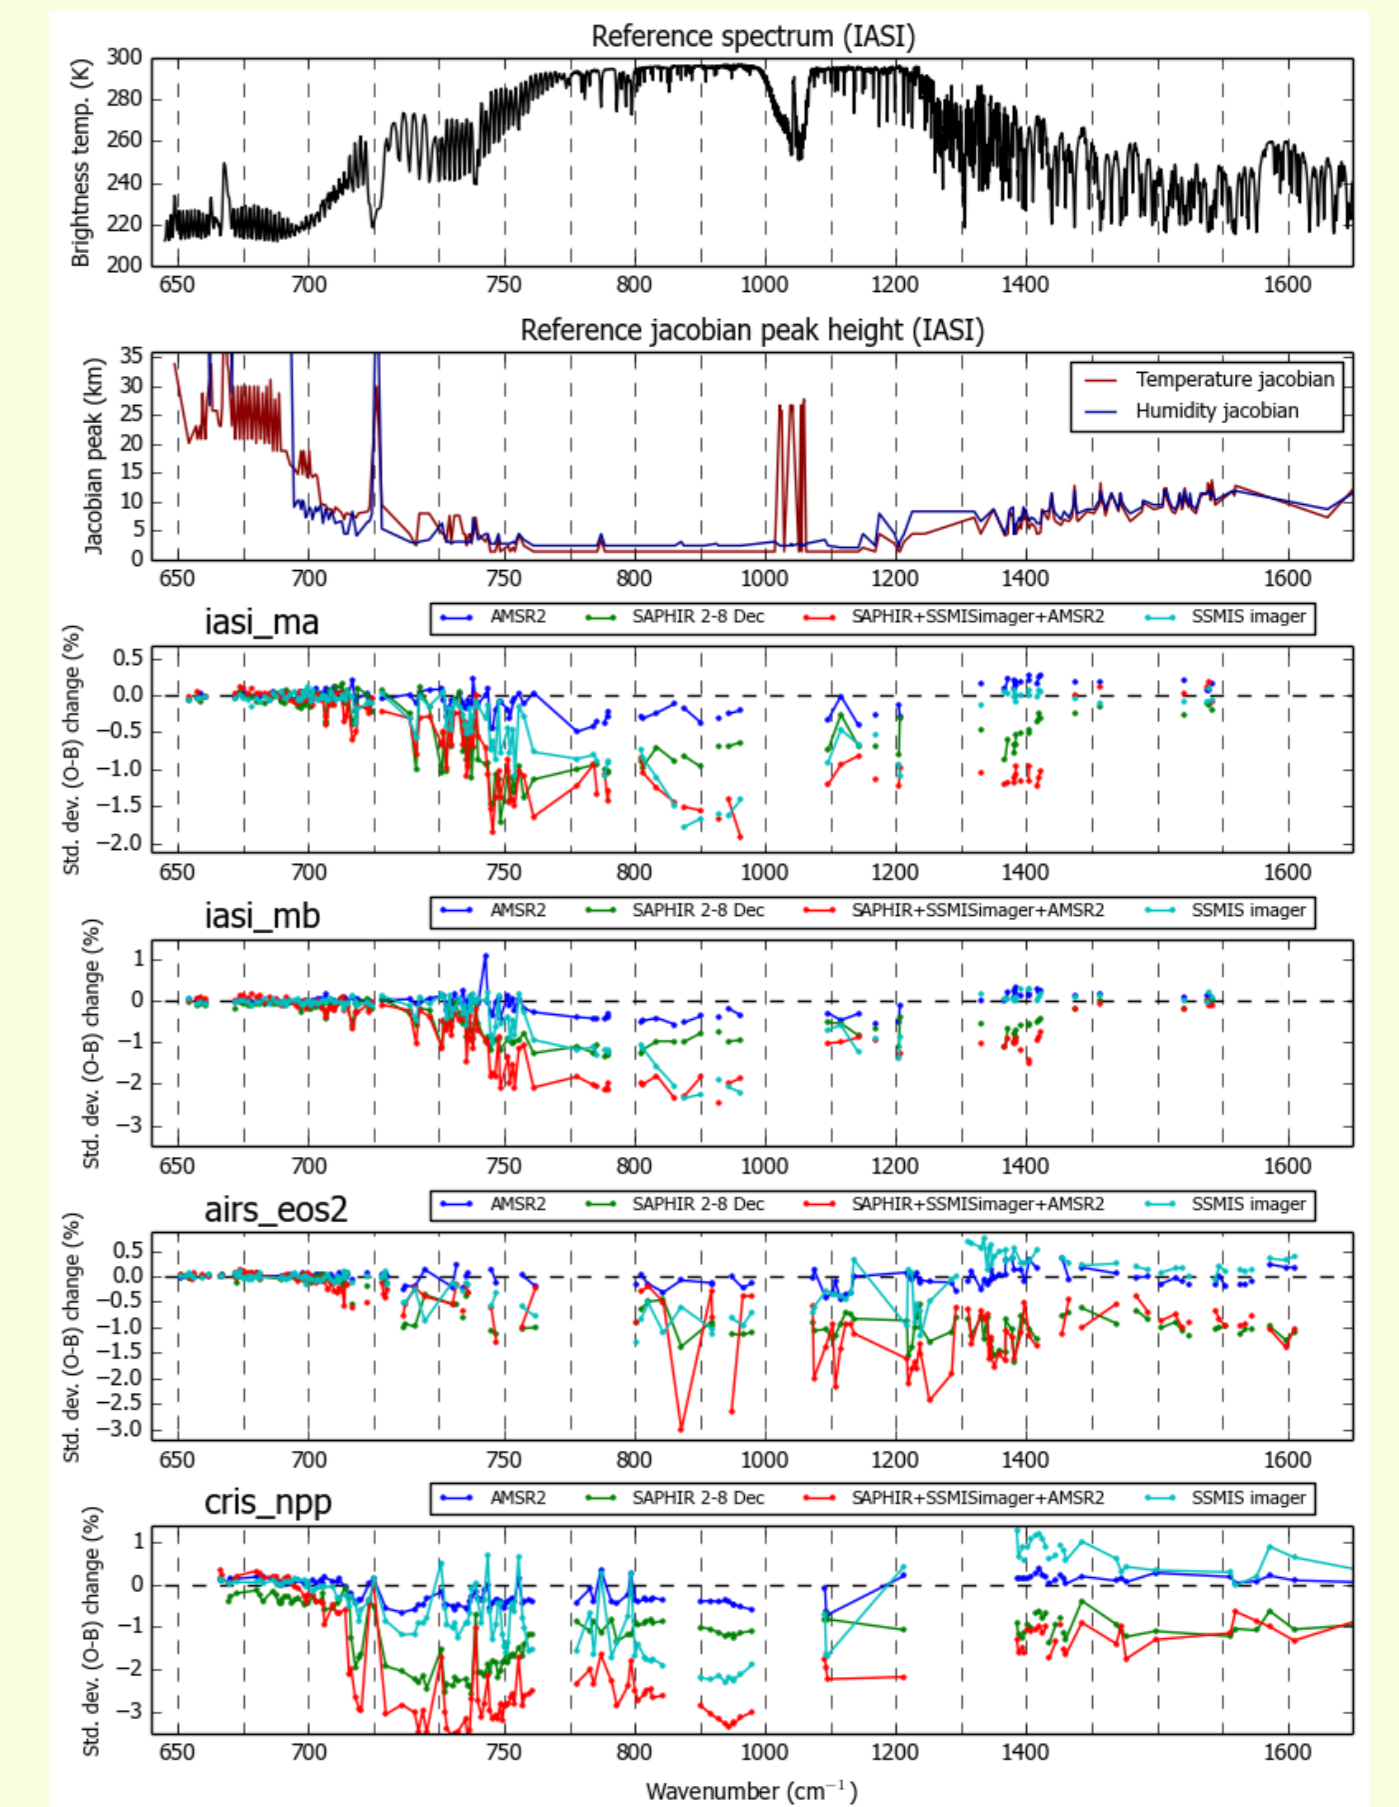 Reference spectrum (IASI)
Brightness temp. (K)
300
280
260
240
220
200
650 700 750 800 1000 1200 1400 1600
Reference jacobian peak height (IASI)
Jacobian peak (km)
35
30
25
20
15
10
5
0
Temperature jacobian
Humidity jacobian
650 700 750 800 1000 1200 1400 1600
iasi_ma
AMSR2 SAPHIR 2-8 Dec SAPHIR+SSMISimager+AMSR2 SSMIS imager
Std. dev. (O-B) change (%)
0.5
0.0
−0.5
−1.0
−1.5
−2.0
650 700 750 800 1000 1200 1400 1600
iasi_mb
AMSR2 SAPHIR 2-8 Dec SAPHIR+SSMISimager+AMSR2 SSMIS imager
Std. dev. (O-B) change (%)
1
0
−1
−2
−3
650 700 750 800 1000 1200 1400 1600
airs_eos2
AMSR2 SAPHIR 2-8 Dec SAPHIR+SSMISimager+AMSR2 SSMIS imager
Std. dev. (O-B) change (%)
0.5
0.0
−0.5
−1.0
−1.5
−2.0
−2.5
−3.0
650 700 750 800 1000 1200 1400 1600
cris_npp
AMSR2 SAPHIR 2-8 Dec SAPHIR+SSMISimager+AMSR2 SSMIS imager
Std. dev. (O-B) change (%)
1
0
−1
−2
−3
650 700 750 800 1000 1200 1400 1600
Wavenumber (cm⁻¹)